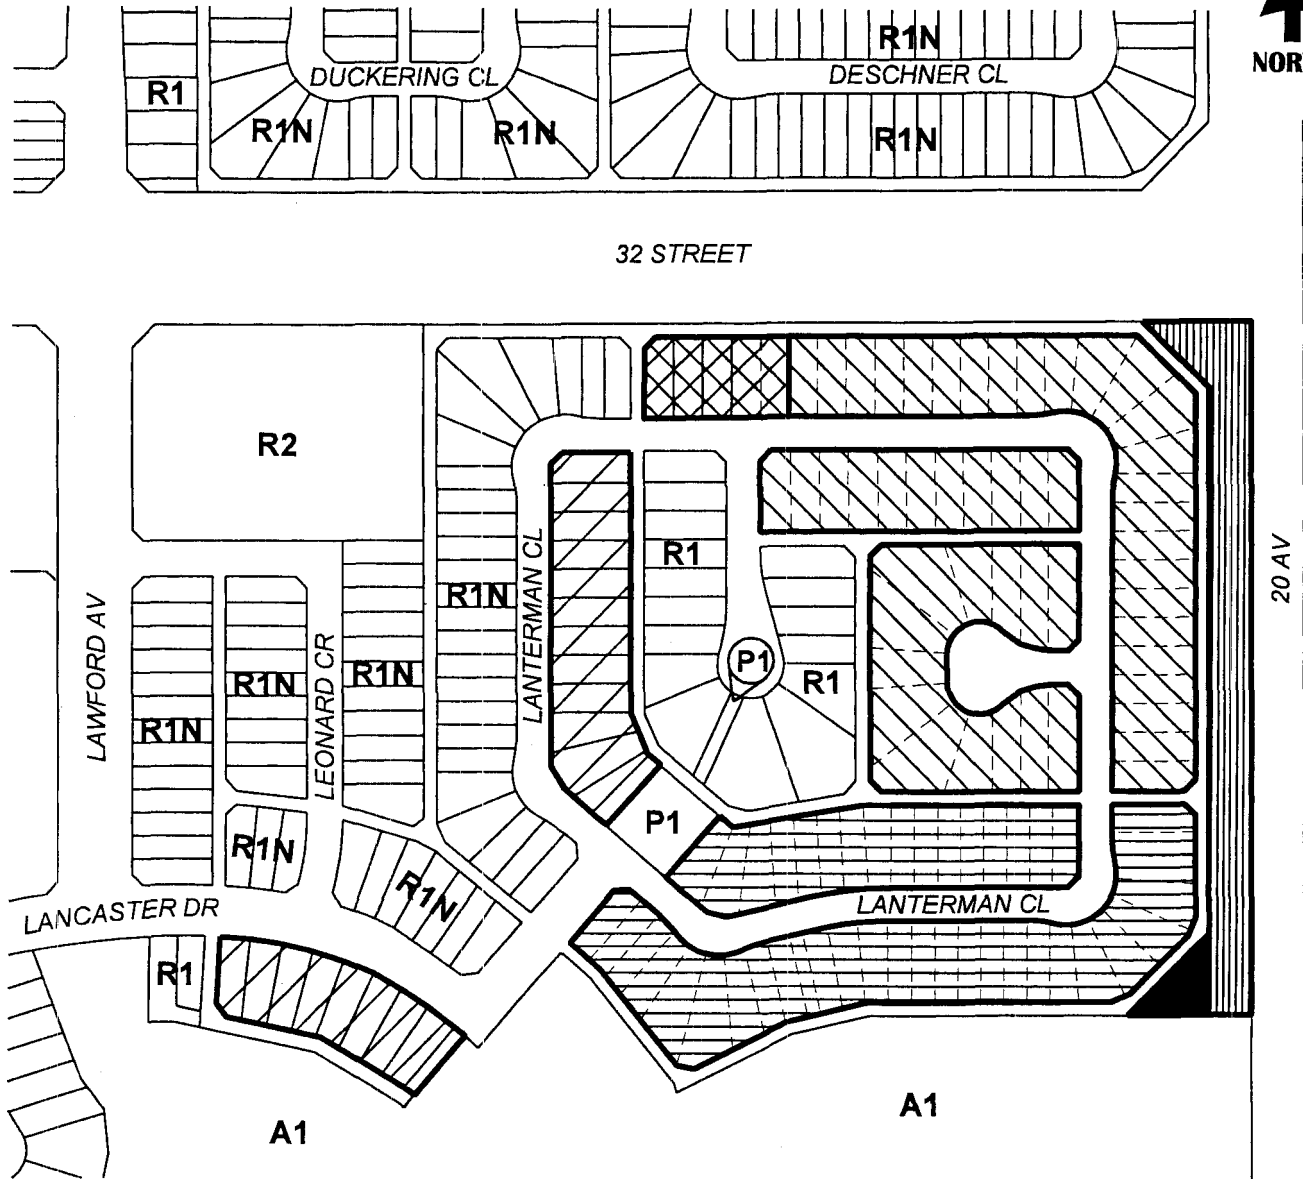 R1N
NOR
DUCKERING CL
DESCHNER CL
R1
R1N
R1N
R1N
32 STREET
R2
R1
R1N
LANTERMAN CL
20 AV
LAWFORD AV
P1
R1N
R1N
LEONARD CR
R1
R1N
P1
R1N
R1N
LANCASTER DR
LANTERMAN CL
R1
A1
A1